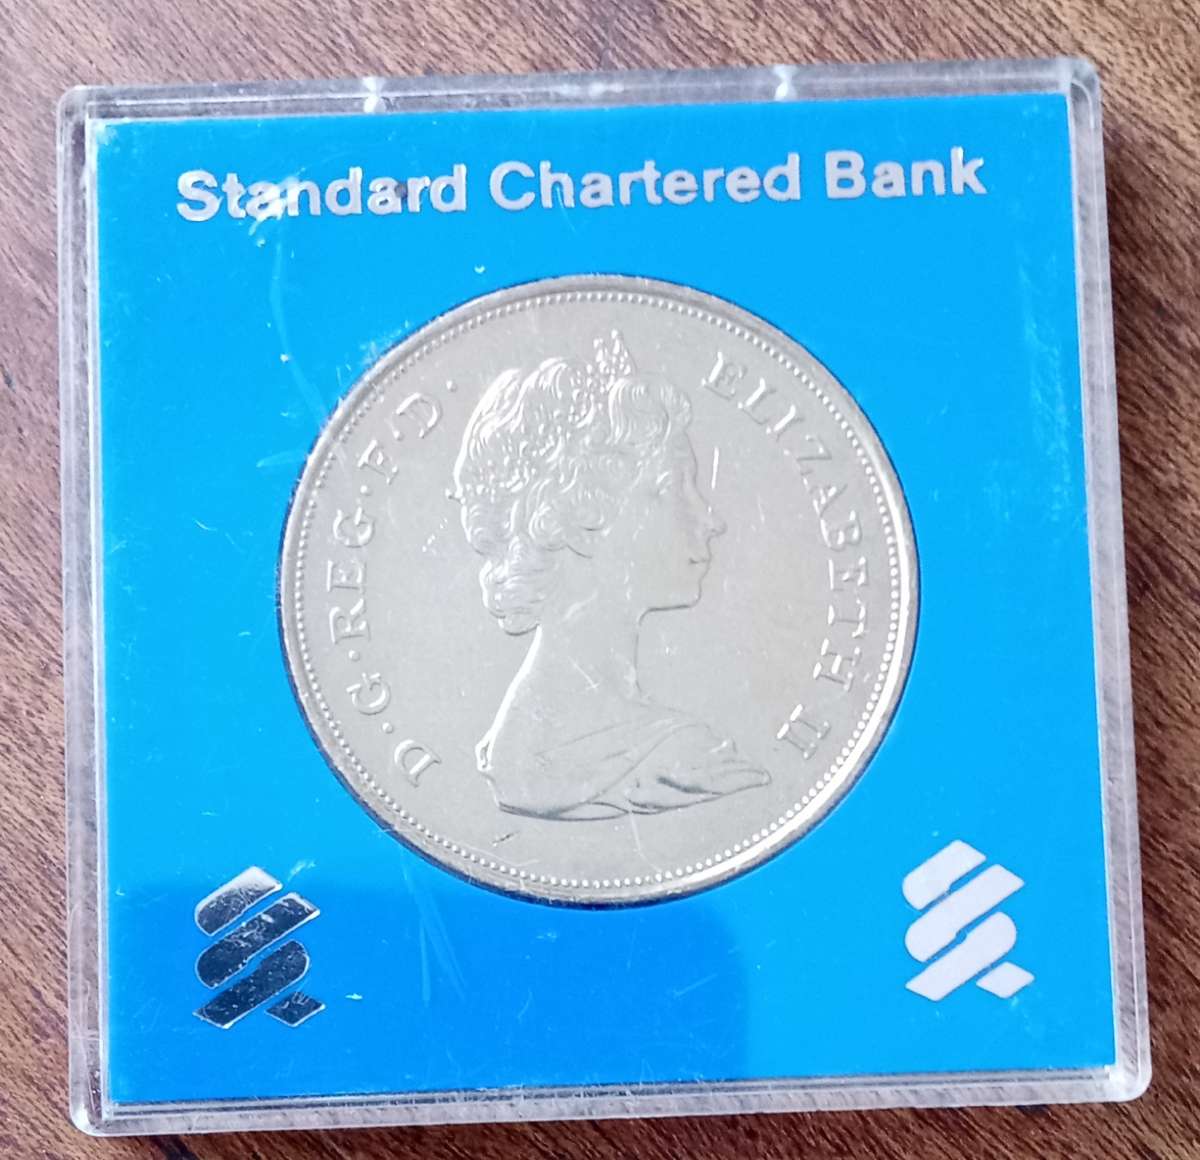 Standard Chartered Bank
D·G·REG·F·D· ELIZABETH II